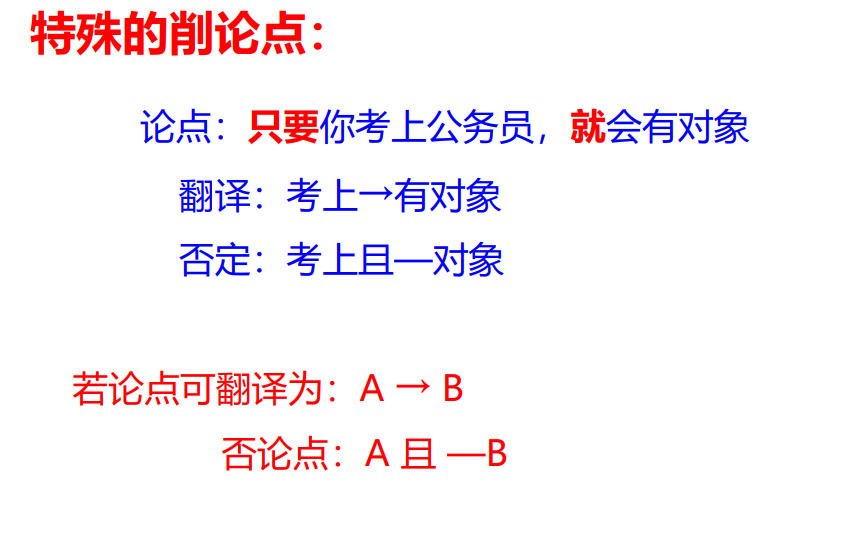 特殊的削论点：
论点：只要你考上公务员，就会有对象
翻译：考上→有对象
否定：考上且—对象
若论点可翻译为：A → B
否论点：A 且 —B